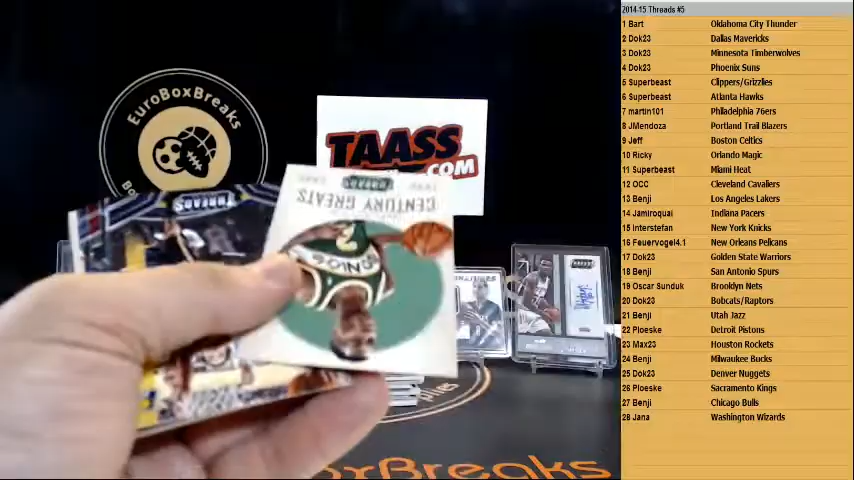 EuroBoxBreaks
TAASS
.COM
THREADS
CENTURY GREATS
SONICS
2
THREADS
EuroBoxBreaks
2014-15 Threads #5
1 Bart Oklahoma City Thunder
2 Dok23 Dallas Mavericks
3 Dok23 Minnesota Timberwolves
4 Dok23 Phoenix Suns
5 Superbeast Clippers/Grizzlies
6 Superbeast Atlanta Hawks
7 martin101 Philadelphia 76ers
8 JMendoza Portland Trail Blazers
9 Jeff Boston Celtics
10 Ricky Orlando Magic
11 Superbeast Miami Heat
12 OCC Cleveland Cavaliers
13 Benji Los Angeles Lakers
14 Jamiroquai Indiana Pacers
15 Interstefan New York Knicks
16 Feuervogel4.1 New Orleans Pelicans
17 Dok23 Golden State Warriors
18 Benji San Antonio Spurs
19 Oscar Sunduk Brooklyn Nets
20 Dok23 Bobcats/Raptors
21 Benji Utah Jazz
22 Ploeske Detroit Pistons
23 Max23 Houston Rockets
24 Benji Milwaukee Bucks
25 Dok23 Denver Nuggets
26 Ploeske Sacramento Kings
27 Benji Chicago Bulls
28 Jana Washington Wizards